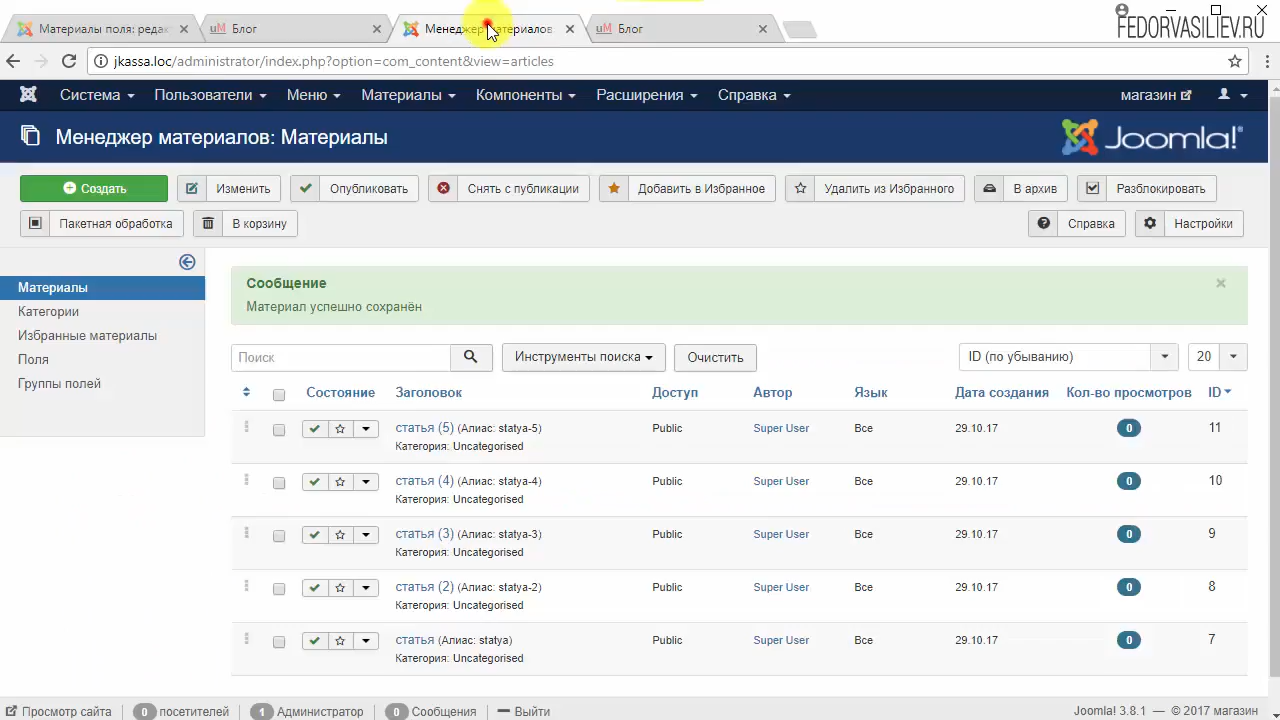 Материалы поля: редак
Блог
Менеджер материалов:
Блог
FEDORVASILIEV.RU
jkassa.loc/administrator/index.php?option=com_content&view=articles
Система Пользователи Меню Материалы Компоненты Расширения Справка магазин
Менеджер материалов: Материалы
Joomla!®
Создать Изменить Опубликовать Снять с публикации Добавить в Избранное Удалить из Избранного В архив Разблокировать
Пакетная обработка В корзину Справка Настройки
Материалы
Категории
Избранные материалы
Поля
Группы полей
Сообщение
×
Материал успешно сохранён
Поиск Инструменты поиска Очистить ID (по убыванию) 20
Состояние Заголовок Доступ Автор Язык Дата создания Кол-во просмотров ID
статья (5) (Алиас: statya-5) Public Super User Все 29.10.17 0 11
Категория: Uncategorised
статья (4) (Алиас: statya-4) Public Super User Все 29.10.17 0 10
Категория: Uncategorised
статья (3) (Алиас: statya-3) Public Super User Все 29.10.17 0 9
Категория: Uncategorised
статья (2) (Алиас: statya-2) Public Super User Все 29.10.17 0 8
Категория: Uncategorised
статья (Алиас: statya) Public Super User Все 29.10.17 0 7
Категория: Uncategorised
Просмотр сайта 0 посетителей 1 Администратор 0 Сообщения Выйти Joomla! 3.8.1 — © 2017 магазин